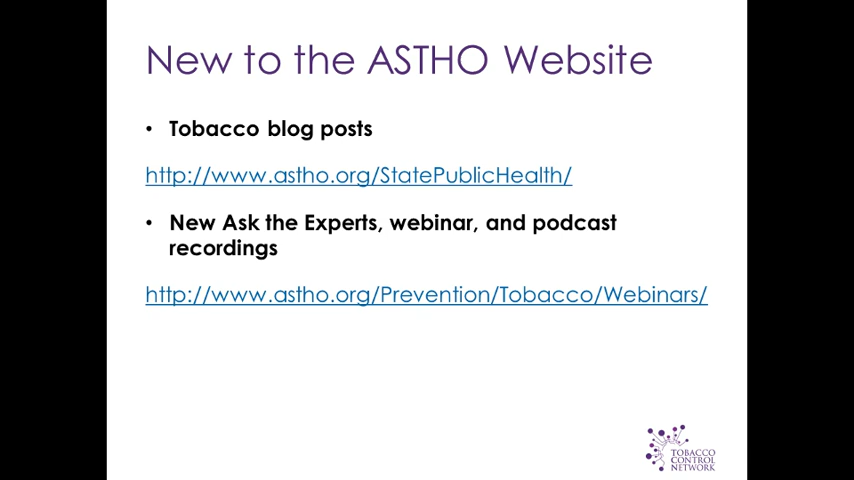 New to the ASTHO Website
• Tobacco blog posts
http://www.astho.org/StatePublicHealth/
• New Ask the Experts, webinar, and podcast
recordings
http://www.astho.org/Prevention/Tobacco/Webinars/
TOBACCO
CONTROL
NETWORK